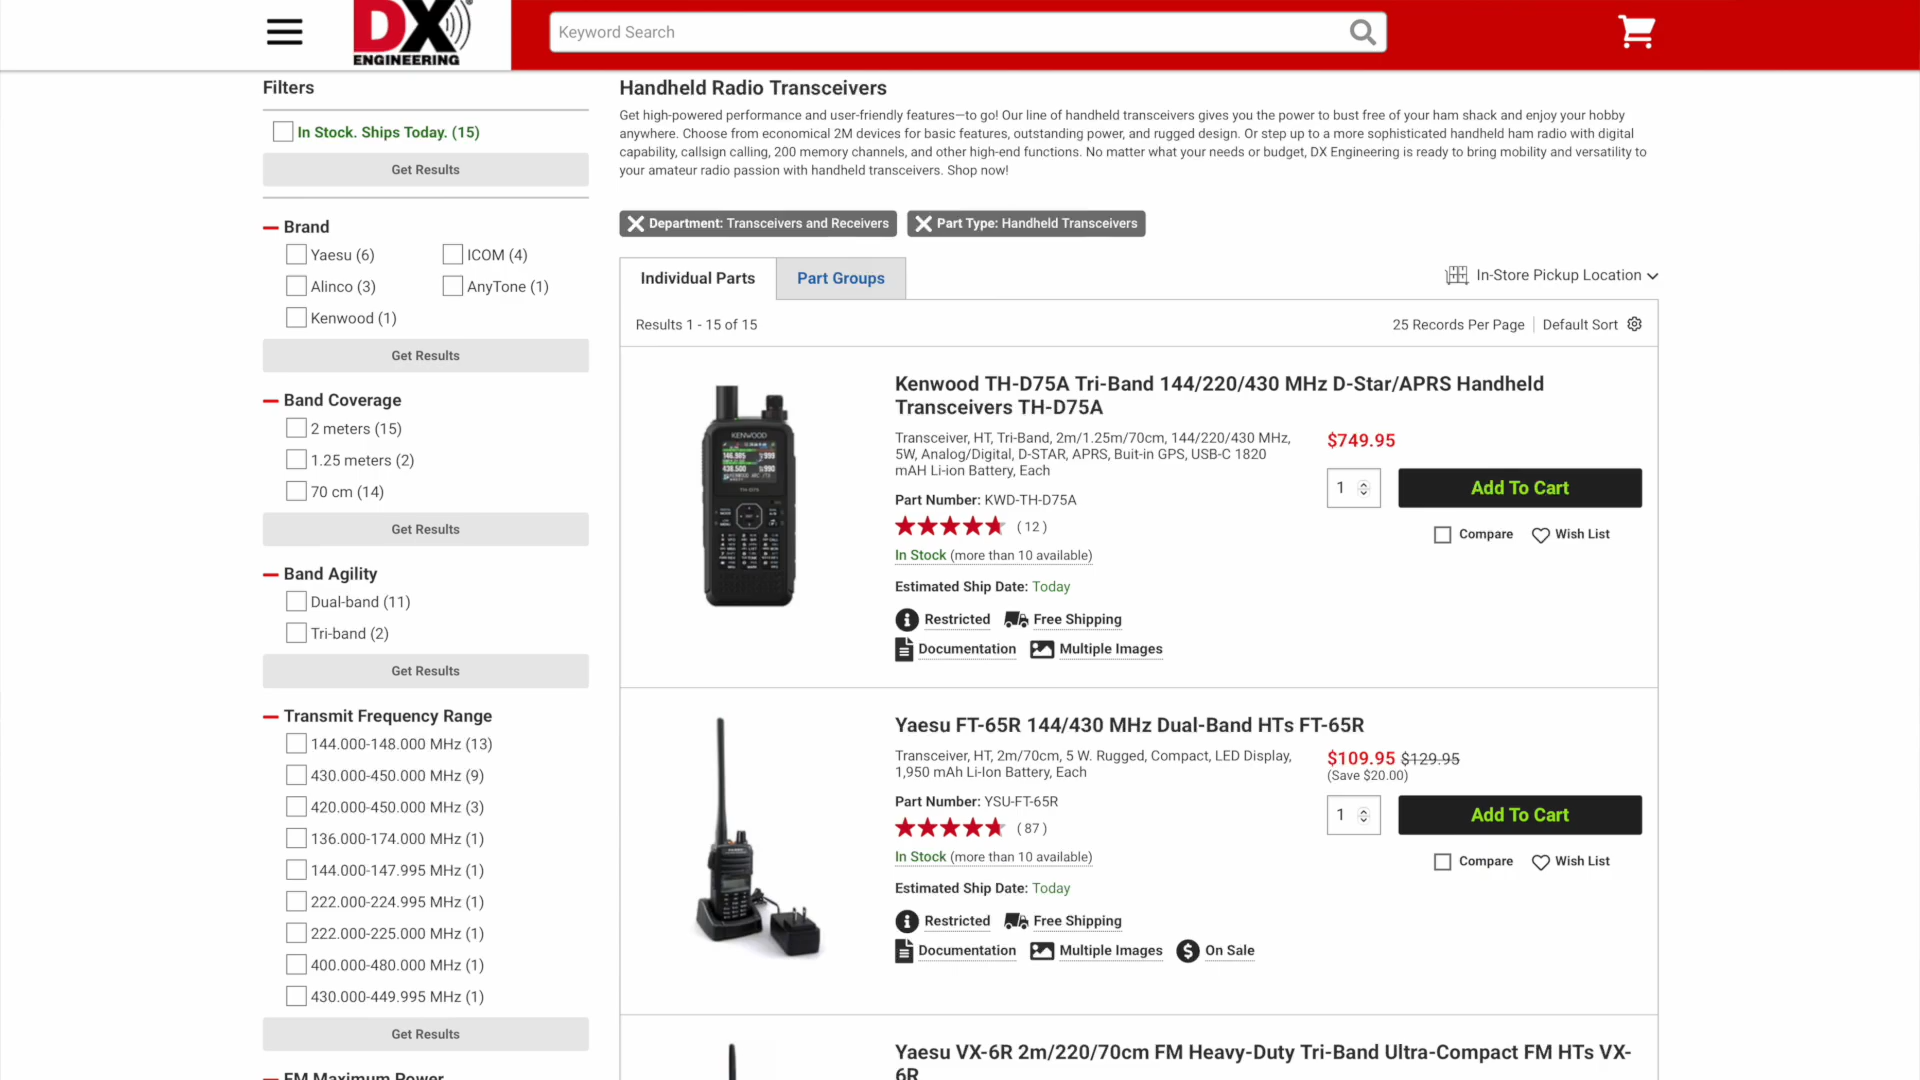 DX
ENGINEERING
Keyword Search
Filters
In Stock. Ships Today. (15)
Get Results
Brand
Yaesu (6)
ICOM (4)
Alinco (3)
AnyTone (1)
Kenwood (1)
Get Results
Band Coverage
2 meters (15)
1.25 meters (2)
70 cm (14)
Get Results
Band Agility
Dual-band (11)
Tri-band (2)
Get Results
Transmit Frequency Range
144.000-148.000 MHz (13)
430.000-450.000 MHz (9)
420.000-450.000 MHz (3)
136.000-174.000 MHz (1)
144.000-147.995 MHz (1)
222.000-224.995 MHz (1)
222.000-225.000 MHz (1)
400.000-480.000 MHz (1)
430.000-449.995 MHz (1)
Get Results
FM Maximum Power
Handheld Radio Transceivers
Get high-powered performance and user-friendly features—to go! Our line of handheld transceivers gives you the power to bust free of your ham shack and enjoy your hobby
anywhere. Choose from economical 2M devices for basic features, outstanding power, and rugged design. Or step up to a more sophisticated handheld ham radio with digital
capability, callsign calling, 200 memory channels, and other high-end functions. No matter what your needs or budget, DX Engineering is ready to bring mobility and versatility to
your amateur radio passion with handheld transceivers. Shop now!
Department: Transceivers and Receivers
Part Type: Handheld Transceivers
Individual Parts
Part Groups
In-Store Pickup Location
Results 1 - 15 of 15
25 Records Per Page
Default Sort
KENWOOD
Kenwood TH-D75A Tri-Band 144/220/430 MHz D-Star/APRS Handheld
Transceivers TH-D75A
Transceiver, HT, Tri-Band, 2m/1.25m/70cm, 144/220/430 MHz,
5W, Analog/Digital, D-STAR, APRS, Buit-in GPS, USB-C 1820
mAH Li-ion Battery, Each
Part Number: KWD-TH-D75A
(12)
In Stock (more than 10 available)
Estimated Ship Date: Today
Restricted
Free Shipping
Documentation
Multiple Images
$749.95
1
Add To Cart
Compare
Wish List
Yaesu FT-65R 144/430 MHz Dual-Band HTs FT-65R
Transceiver, HT, 2m/70cm, 5 W. Rugged, Compact, LED Display,
1,950 mAh Li-Ion Battery, Each
Part Number: YSU-FT-65R
(87)
In Stock (more than 10 available)
Estimated Ship Date: Today
Restricted
Free Shipping
Documentation
Multiple Images
On Sale
$109.95 $129.95
(Save $20.00)
1
Add To Cart
Compare
Wish List
Yaesu VX-6R 2m/220/70cm FM Heavy-Duty Tri-Band Ultra-Compact FM HTs VX-
6R